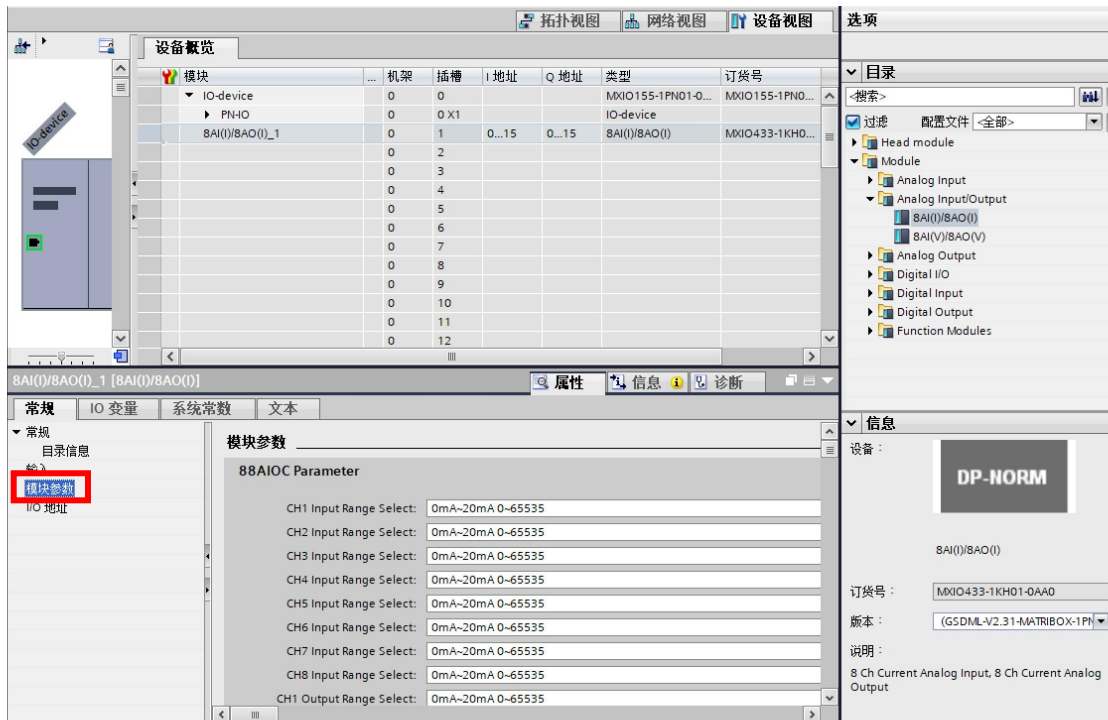 拓扑视图 网络视图 设备视图
设备概览
模块 ... 机架 插槽 I 地址 Q 地址 类型 订货号
IO-device 0 0 MXIO155-1PN01-0... MXIO155-1PN0...
PN-IO 0 0 X1 IO-device
8AI(I)/8AO(I)_1 0 1 0...15 0...15 8AI(I)/8AO(I) MXIO433-1KH0...
0 2
0 3
0 4
0 5
0 6
0 7
0 8
0 9
0 10
0 11
0 12
IO-device
8AI(I)/8AO(I)_1 [8AI(I)/8AO(I)]
属性 信息 诊断
常规 IO 变量 系统常数 文本
常规
目录信息
输入
模块参数
I/O 地址
模块参数
88AIOC Parameter
CH1 Input Range Select: 0mA~20mA 0~65535
CH2 Input Range Select: 0mA~20mA 0~65535
CH3 Input Range Select: 0mA~20mA 0~65535
CH4 Input Range Select: 0mA~20mA 0~65535
CH5 Input Range Select: 0mA~20mA 0~65535
CH6 Input Range Select: 0mA~20mA 0~65535
CH7 Input Range Select: 0mA~20mA 0~65535
CH8 Input Range Select: 0mA~20mA 0~65535
CH1 Output Range Select: 0mA~20mA 0~65535
选项
目录
<搜索>
过滤 配置文件 <全部>
Head module
Module
Analog Input
Analog Input/Output
8AI(I)/8AO(I)
8AI(V)/8AO(V)
Analog Output
Digital I/O
Digital Input
Digital Output
Function Modules
信息
设备：
DP-NORM
8AI(I)/8AO(I)
订货号： MXIO433-1KH01-0AA0
版本： (GSDML-V2.31-MATRIBOX-1PN
说明：
8 Ch Current Analog Input, 8 Ch Current Analog
Output